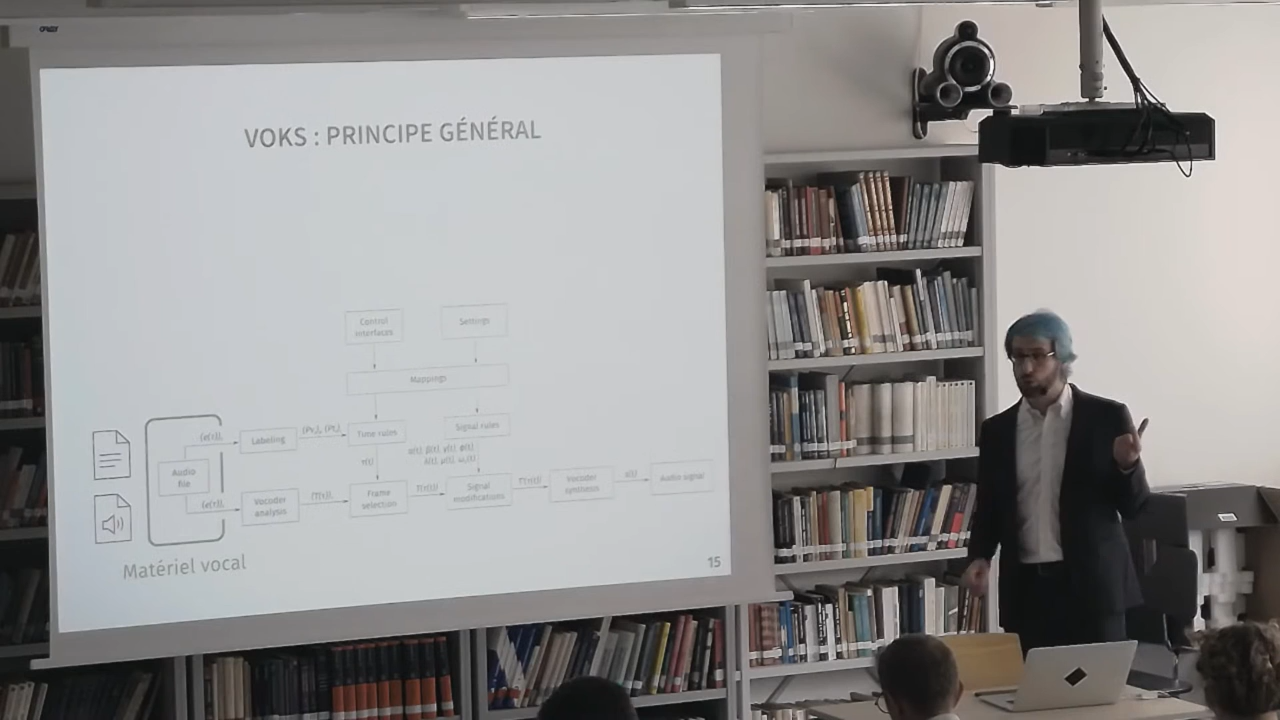 VOKS : PRINCIPE GÉNÉRAL
Control
interfaces
Settings
Mappings
Labeling
Time rules
Signal rules
Audio
file
Vocoder
analysis
Frame
selection
Signal
modifications
Vocoder
synthesis
Audio signal
Matériel vocal
15